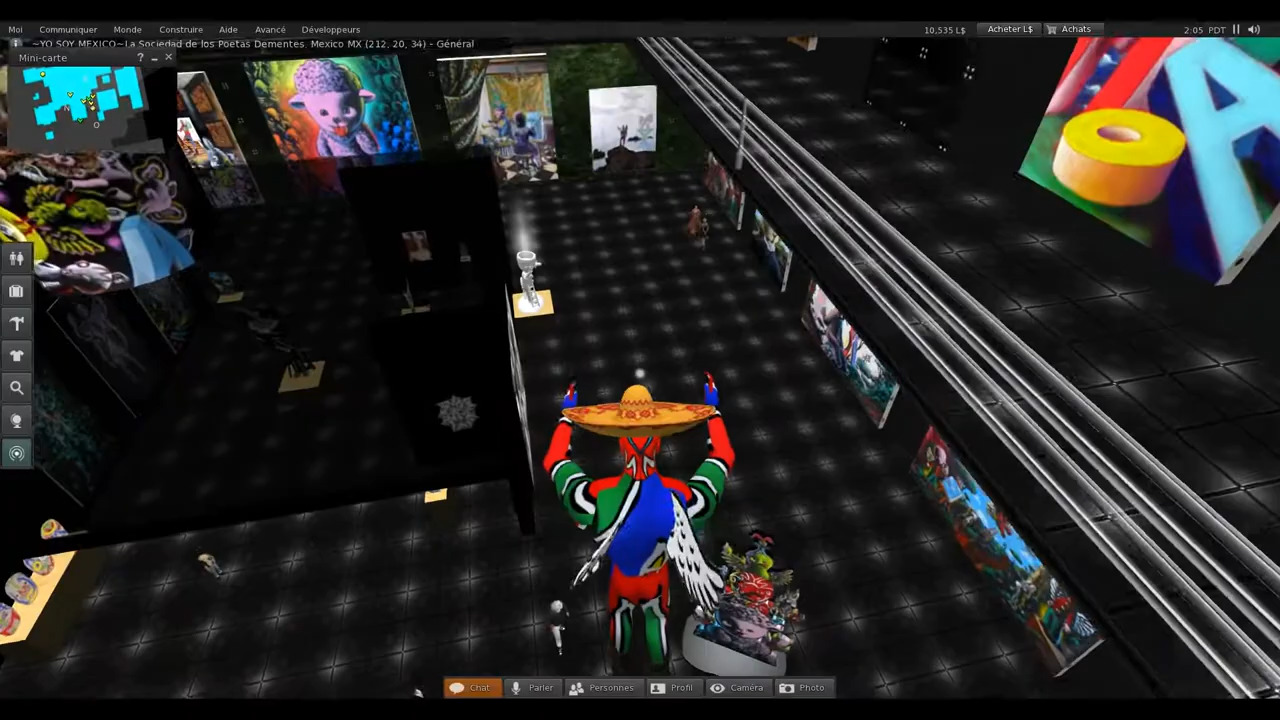 Moi Communiquer Monde Construire Aide Avancé Développeurs 10,535 L$ Acheter L$ Achats 2:05 PDT
~YO SOY MEXICO~La Sociedad de los Poetas Dementes, Mexico MX (212, 20, 34) - Général
Mini-carte ?
N
A
A
Chat Parler Personnes Profil Caméra Photo